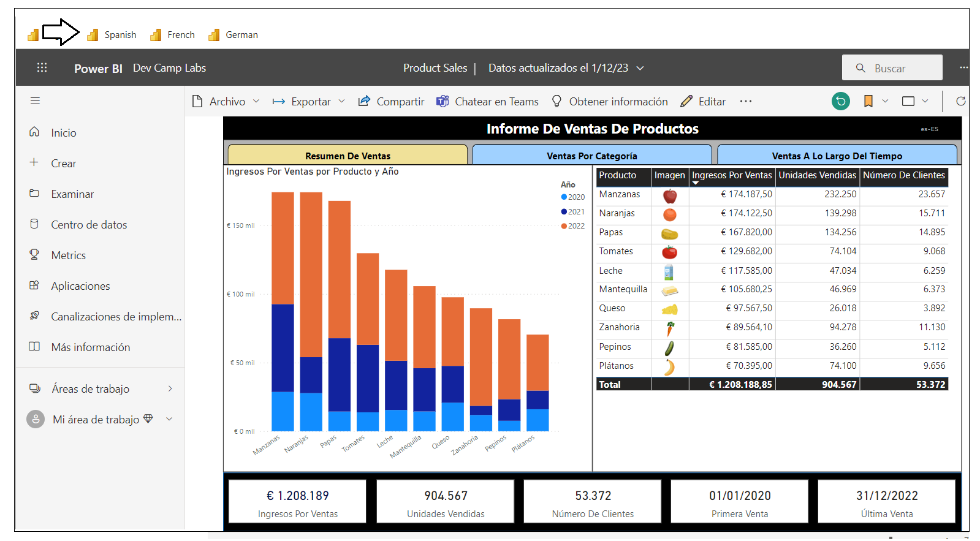 Spanish French German
Power BI Dev Camp Labs Product Sales | Datos actualizados el 1/12/23 Buscar
Archivo Exportar Compartir Chatear en Teams Obtener información Editar
Inicio
Crear
Examinar
Centro de datos
Metrics
Aplicaciones
Canalizaciones de implem...
Más información
Áreas de trabajo
Mi área de trabajo
Informe De Ventas De Productos es-ES
Resumen De Ventas Ventas Por Categoría Ventas A Lo Largo Del Tiempo
Ingresos Por Ventas por Producto y Año
Año
2020
2021
2022
€ 150 mil
€ 100 mil
€ 50 mil
€ 0 mil
Manzanas Naranjas Papas Tomates Leche Mantequilla Queso Zanahoria Pepinos Plátanos
Producto Imagen Ingresos Por Ventas Unidades Vendidas Número De Clientes
Manzanas € 174.187,50 232.250 23.657
Naranjas € 174.122,50 139.298 15.711
Papas € 167.820,00 134.256 14.895
Tomates € 129.682,00 74.104 9.068
Leche € 117.585,00 47.034 6.259
Mantequilla € 105.680,25 46.969 6.373
Queso € 97.567,50 26.018 3.892
Zanahoria € 89.564,10 94.278 11.130
Pepinos € 81.585,00 36.260 5.112
Plátanos € 70.395,00 74.100 9.656
Total € 1.208.188,85 904.567 53.372
€ 1.208.189 904.567 53.372 01/01/2020 31/12/2022
Ingresos Por Ventas Unidades Vendidas Número De Clientes Primera Venta Última Venta